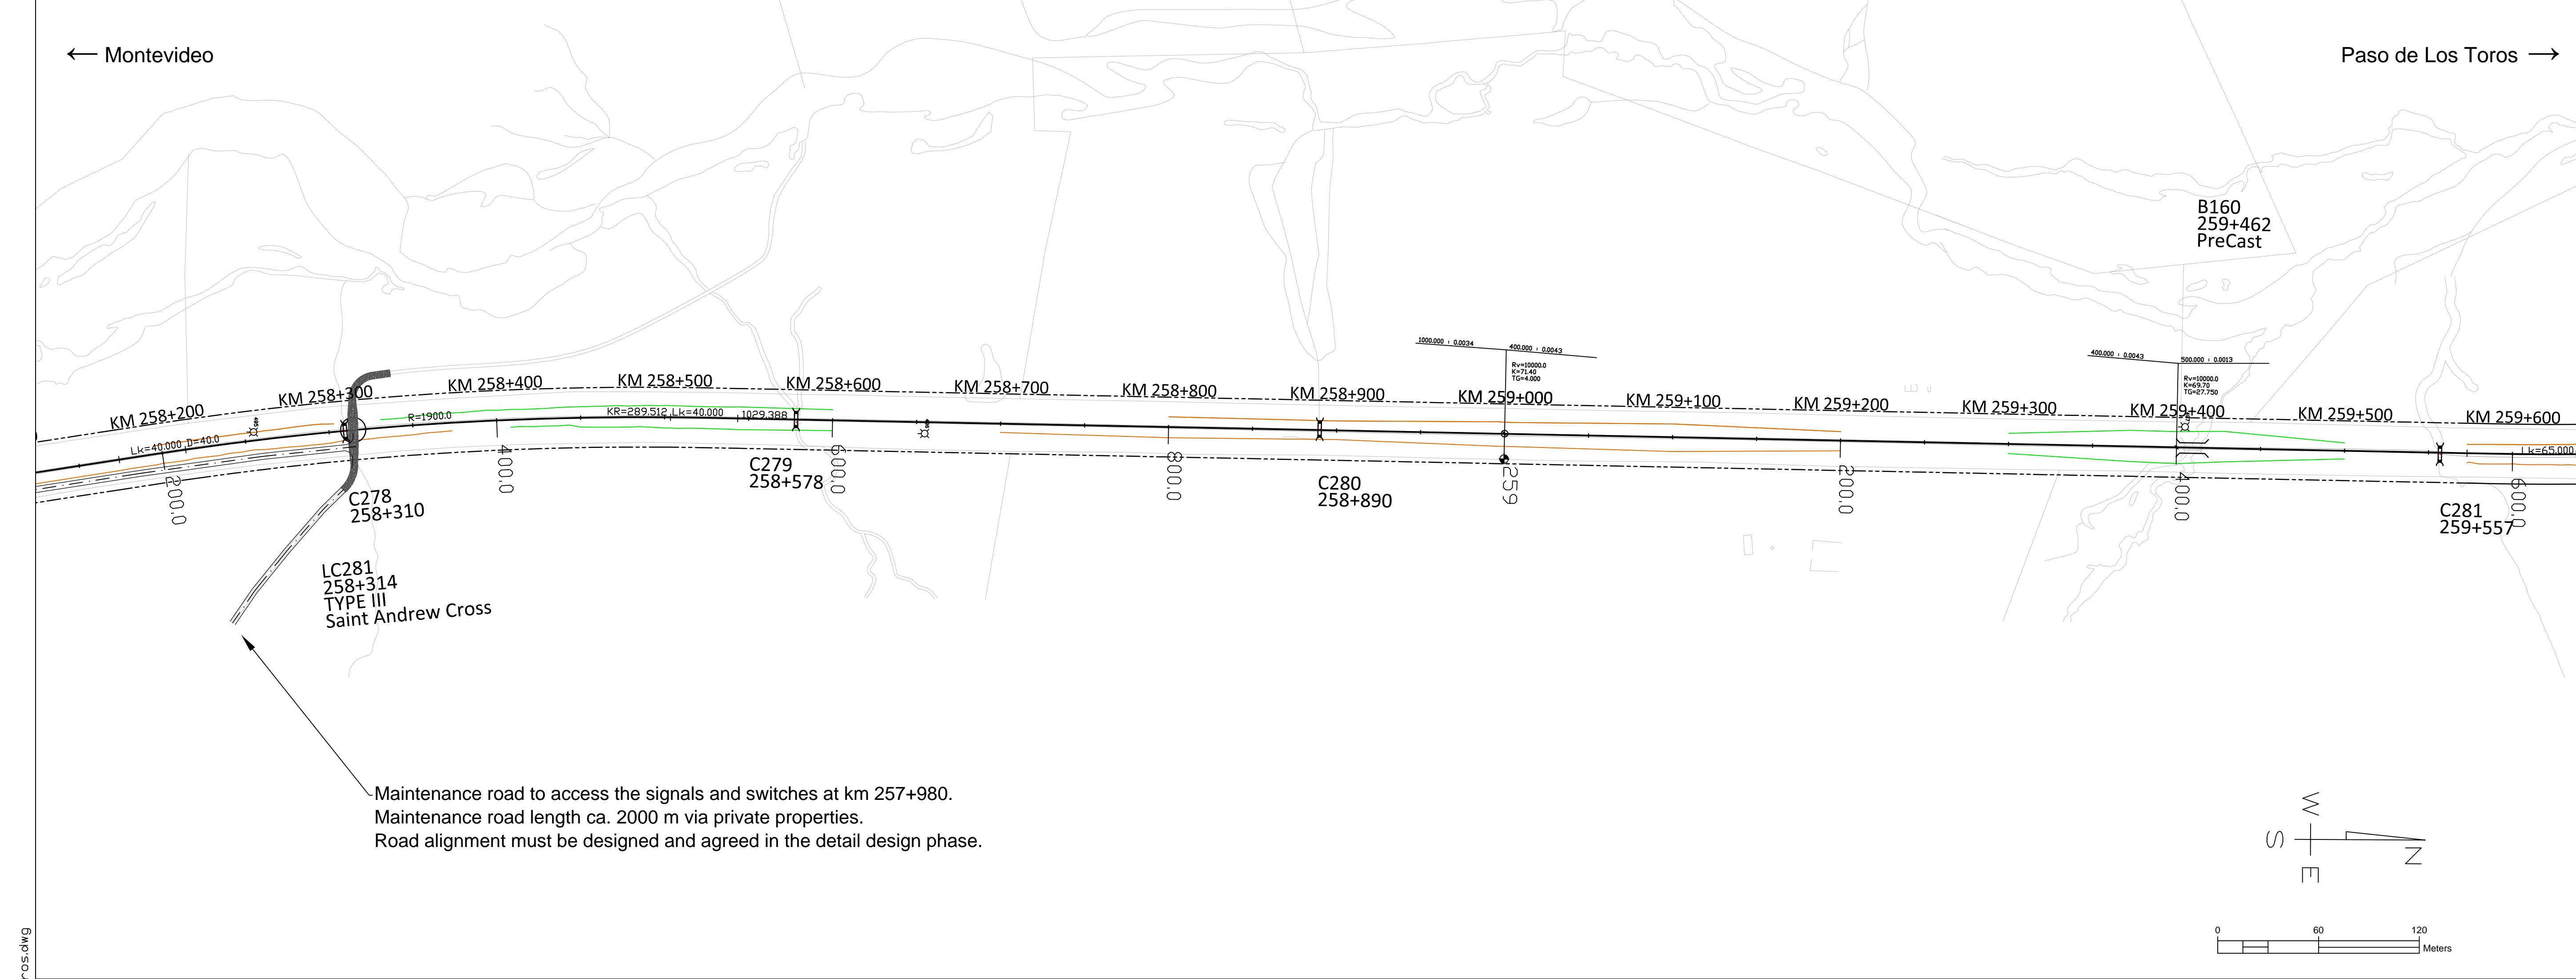 ← Montevideo
Paso de Los Toros →
B160
259+462
PreCast
1000.000 : 0.0034
400.000 : 0.0043
Rv=10000.0
K=71.40
TG=4.000
400.000 : 0.0043
500.000 : 0.0013
Rv=10000.0
K=69.70
TG=27.750
KM 258+200
KM 258+300
KM 258+400
KM 258+500
KM 258+600
KM 258+700
KM 258+800
KM 258+900
KM 259+000
KM 259+100
KM 259+200
KM 259+300
KM 259+400
KM 259+500
KM 259+600
Lk=40.000 D=40.0
R=1900.0
KR=289.512 Lk=40.000
1029.388
Lk=65.000
200.0
400.0
600.0
800.0
259
200.0
400.0
600.0
C278
258+310
C279
258+578
C280
258+890
C281
259+557
LC281
258+314
TYPE III
Saint Andrew Cross
Maintenance road to access the signals and switches at km 257+980.
Maintenance road length ca. 2000 m via private properties.
Road alignment must be designed and agreed in the detail design phase.
W
S
N
E
0 60 120
Meters
ros.dwg